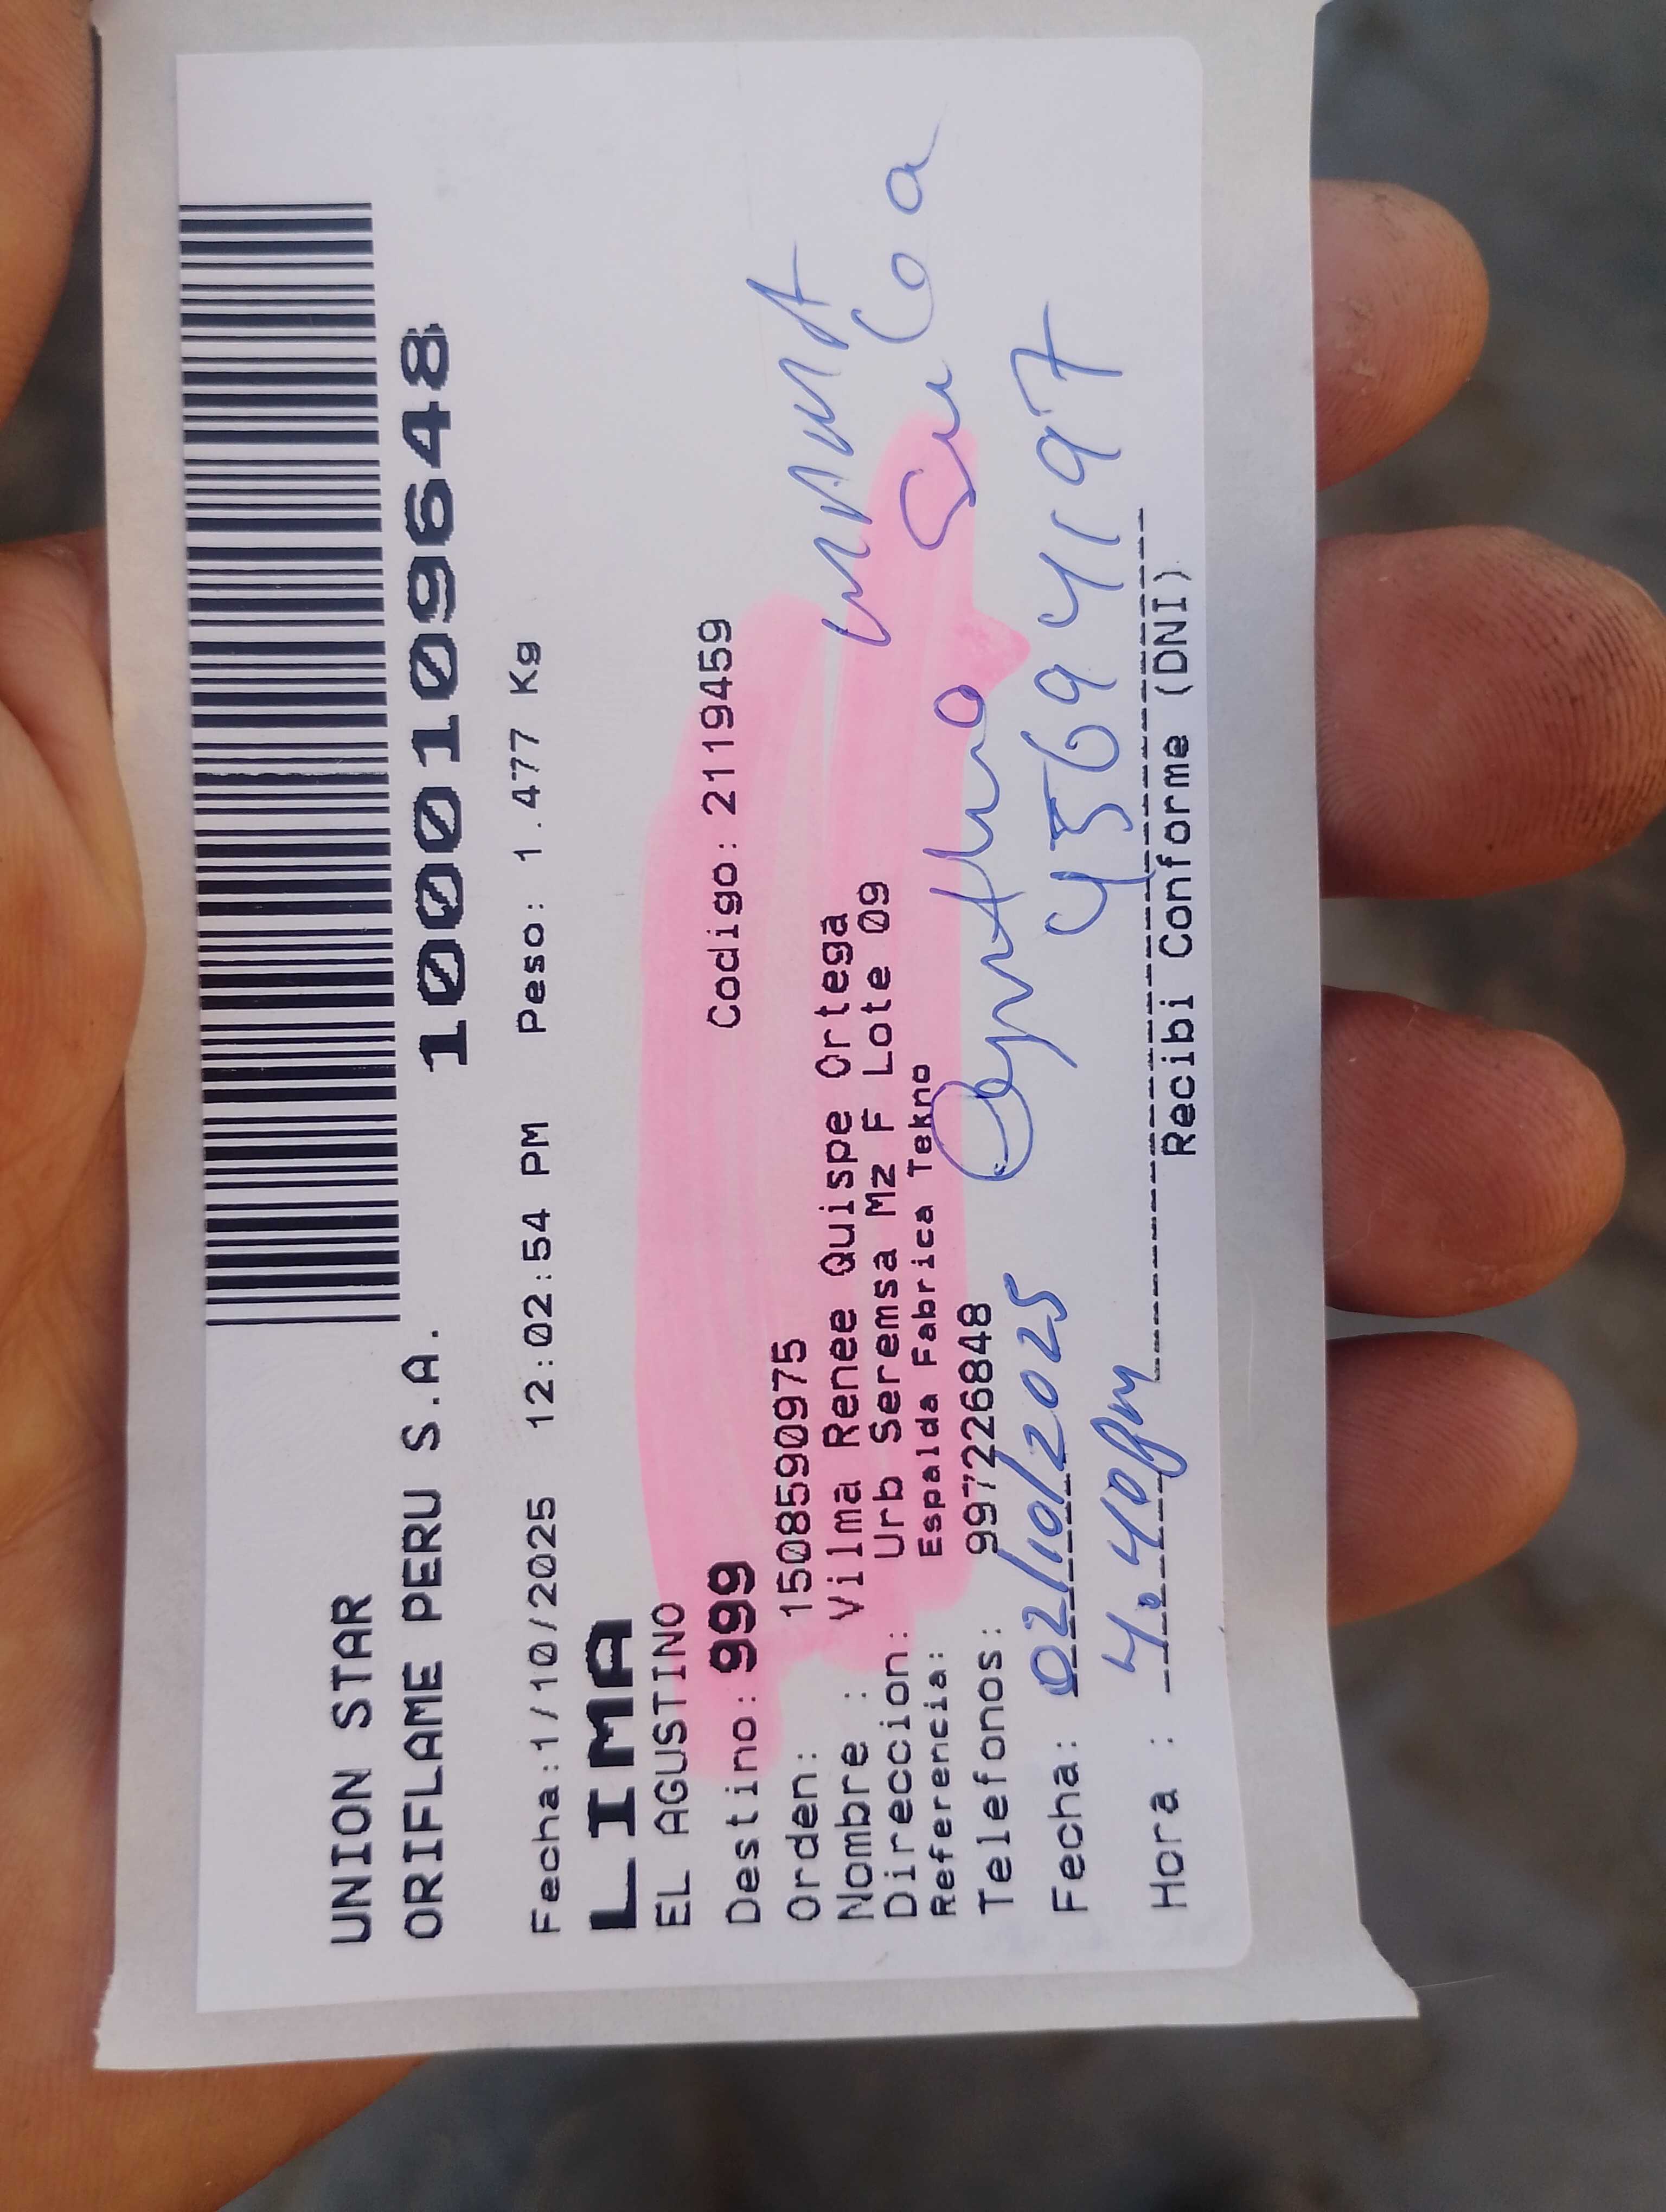 UNION STAR
ORIFLAME PERU S.A.
1000109648
Fecha:1/10/2025 12:02:54 PM Peso: 1.477 Kg
LIMA
EL AGUSTINO
Destino: 999 Codigo: 2119459
Orden: 1508590975
Nombre : Vilma Renee Quispe Ortega
Direccion: Urb Seremsa Mz F Lote 09
Referencia: Espalda Fabrica Tekno
Telefonos: 997226848
Fecha: 02/10/2025
45694197
Hora : 4:40pm
Recibi Conforme (DNI)